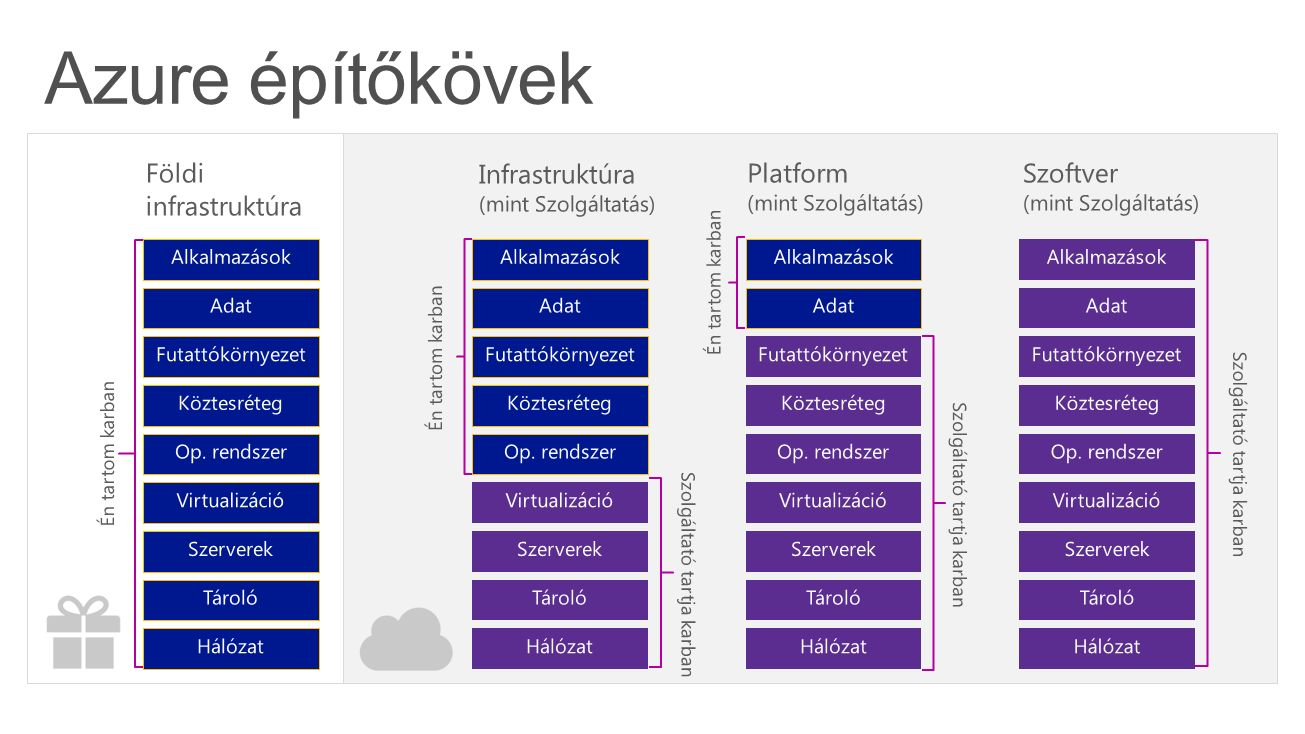 Azure építőkövek
Földi
infrastruktúra
Én tartom karban
Alkalmazások
Adat
Futattókörnyezet
Köztesréteg
Op. rendszer
Virtualizáció
Szerverek
Tároló
Hálózat
Infrastruktúra
(mint Szolgáltatás)
Én tartom karban
Alkalmazások
Adat
Futattókörnyezet
Köztesréteg
Op. rendszer
Virtualizáció
Szerverek
Tároló
Hálózat
Szolgáltató tartja karban
Platform
(mint Szolgáltatás)
Én tartom karban
Alkalmazások
Adat
Futattókörnyezet
Köztesréteg
Op. rendszer
Virtualizáció
Szerverek
Tároló
Hálózat
Szolgáltató tartja karban
Szoftver
(mint Szolgáltatás)
Alkalmazások
Adat
Futattókörnyezet
Köztesréteg
Op. rendszer
Virtualizáció
Szerverek
Tároló
Hálózat
Szolgáltató tartja karban